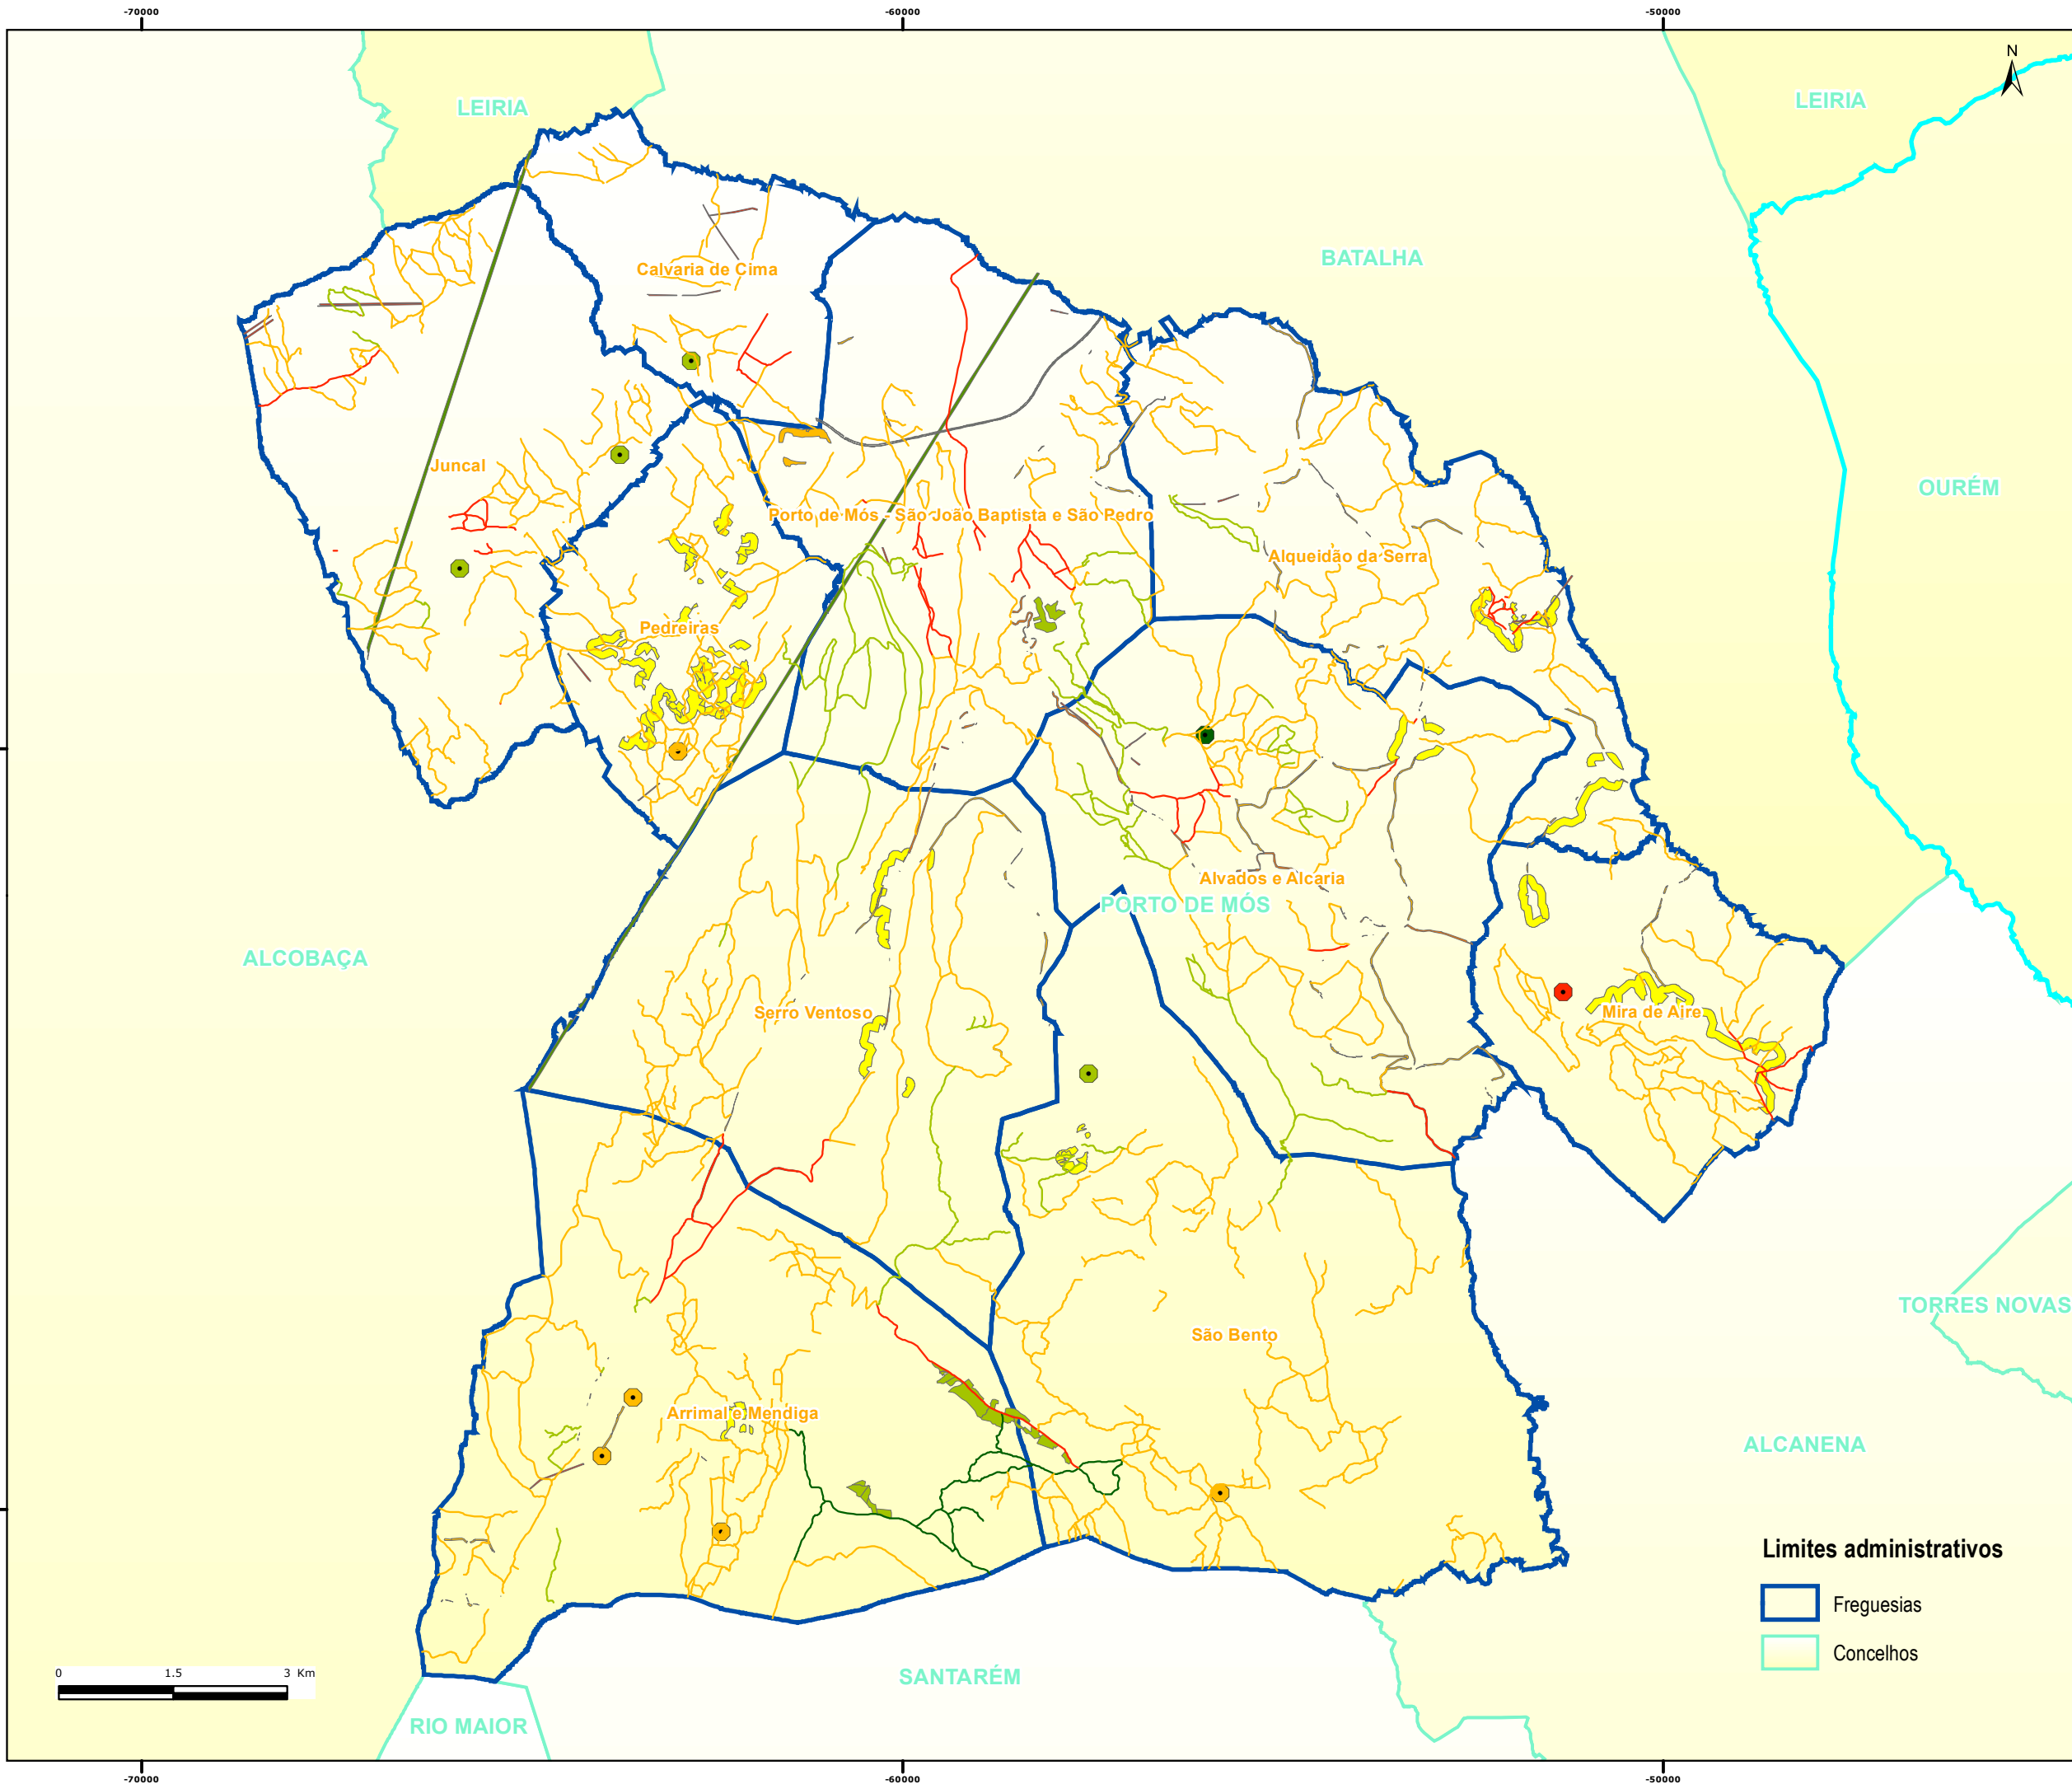 -70000
-60000
-50000
N
LEIRIA
LEIRIA
BATALHA
Calvaria de Cima
Juncal
OURÉM
Porto de Mós - São João Baptista e São Pedro
Alqueidão da Serra
Pedreiras
Alvados e Alcaria
PORTO DE MÓS
ALCOBAÇA
Serro Ventoso
Mira de Aire
TORRES NOVAS
São Bento
Arrimal e Mendiga
ALCANENA
Limites administrativos
Freguesias
Concelhos
0 1.5 3 Km
SANTARÉM
RIO MAIOR
-70000
-60000
-50000